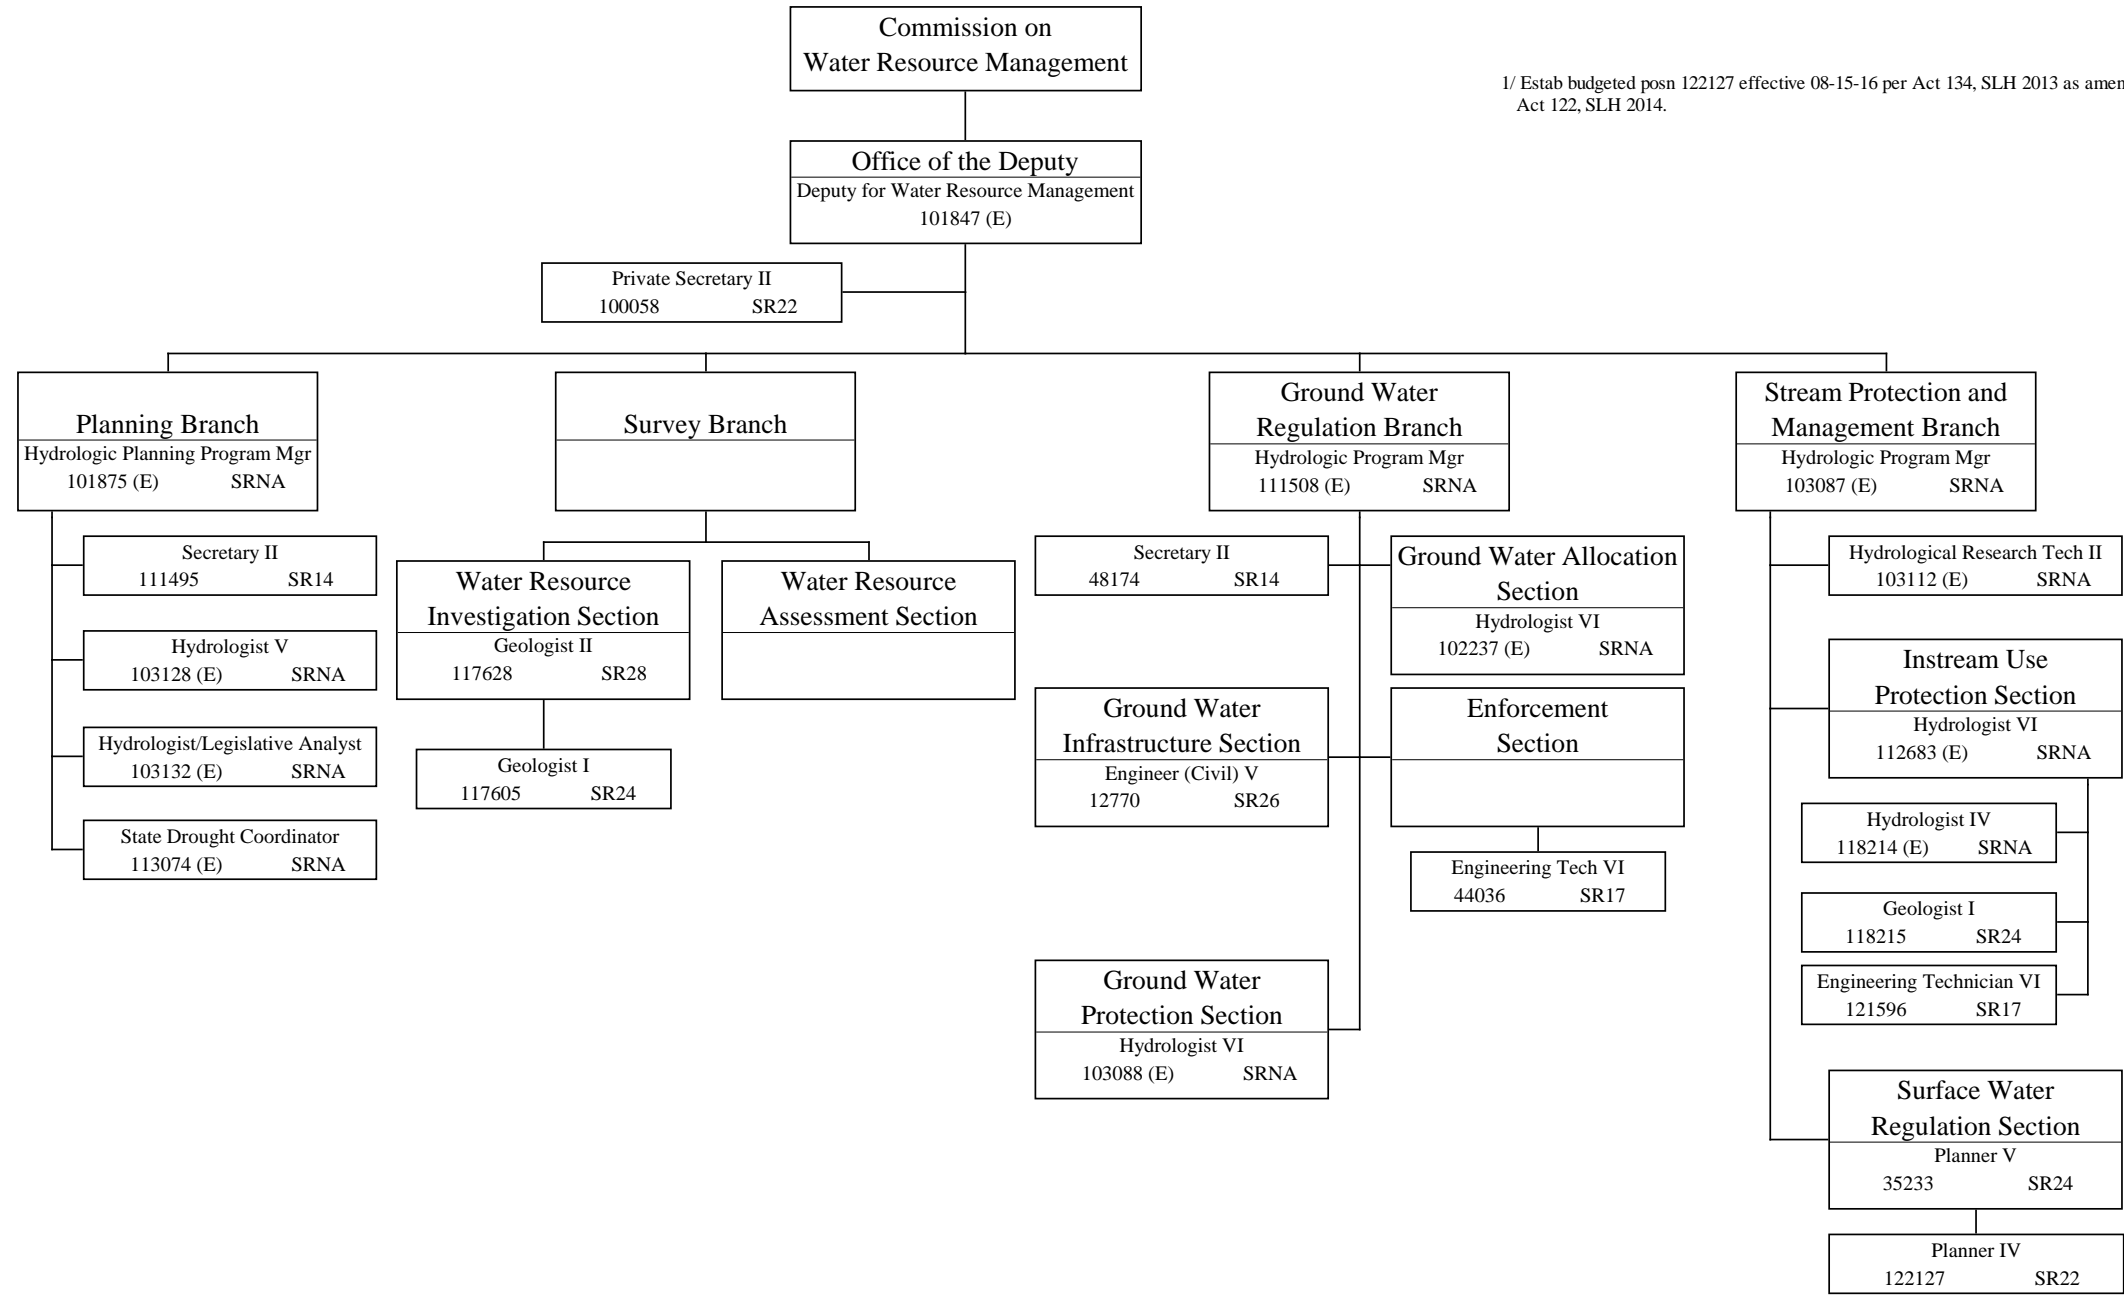 Commission on
Water Resource Management
1/ Estab budgeted posn 122127 effective 08-15-16 per Act 134, SLH 2013 as amen
Act 122, SLH 2014.
Office of the Deputy
Deputy for Water Resource Management
101847 (E)
Private Secretary II
100058 SR22
Planning Branch
Hydrologic Planning Program Mgr
101875 (E) SRNA
Secretary II
111495 SR14
Hydrologist V
103128 (E) SRNA
Hydrologist/Legislative Analyst
103132 (E) SRNA
State Drought Coordinator
113074 (E) SRNA
Survey Branch
Water Resource
Investigation Section
Geologist II
117628 SR28
Geologist I
117605 SR24
Water Resource
Assessment Section
Ground Water
Regulation Branch
Hydrologic Program Mgr
111508 (E) SRNA
Secretary II
48174 SR14
Ground Water Allocation
Section
Hydrologist VI
102237 (E) SRNA
Ground Water
Infrastructure Section
Engineer (Civil) V
12770 SR26
Enforcement
Section
Engineering Tech VI
44036 SR17
Ground Water
Protection Section
Hydrologist VI
103088 (E) SRNA
Stream Protection and
Management Branch
Hydrologic Program Mgr
103087 (E) SRNA
Hydrological Research Tech II
103112 (E) SRNA
Instream Use
Protection Section
Hydrologist VI
112683 (E) SRNA
Hydrologist IV
118214 (E) SRNA
Geologist I
118215 SR24
Engineering Technician VI
121596 SR17
Surface Water
Regulation Section
Planner V
35233 SR24
Planner IV
122127 SR22